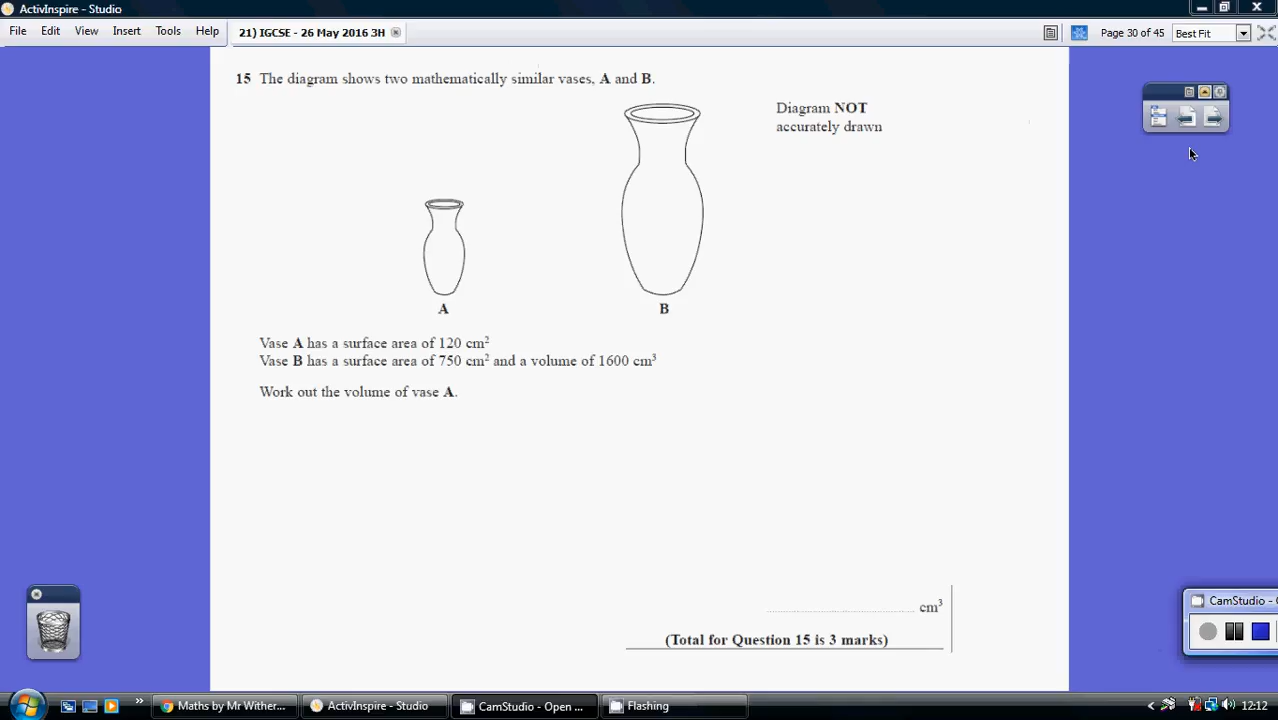 ActivInspire - Studio
File Edit View Insert Tools Help
21) IGCSE - 26 May 2016 3H
Page 30 of 45
Best Fit
15 The diagram shows two mathematically similar vases, A and B.
Diagram NOT
accurately drawn
A
B
Vase A has a surface area of 120 cm²
Vase B has a surface area of 750 cm² and a volume of 1600 cm³
Work out the volume of vase A.
cm³
(Total for Question 15 is 3 marks)
CamStudio -
Maths by Mr Wither...
ActivInspire - Studio
CamStudio - Open ...
Flashing
12:12